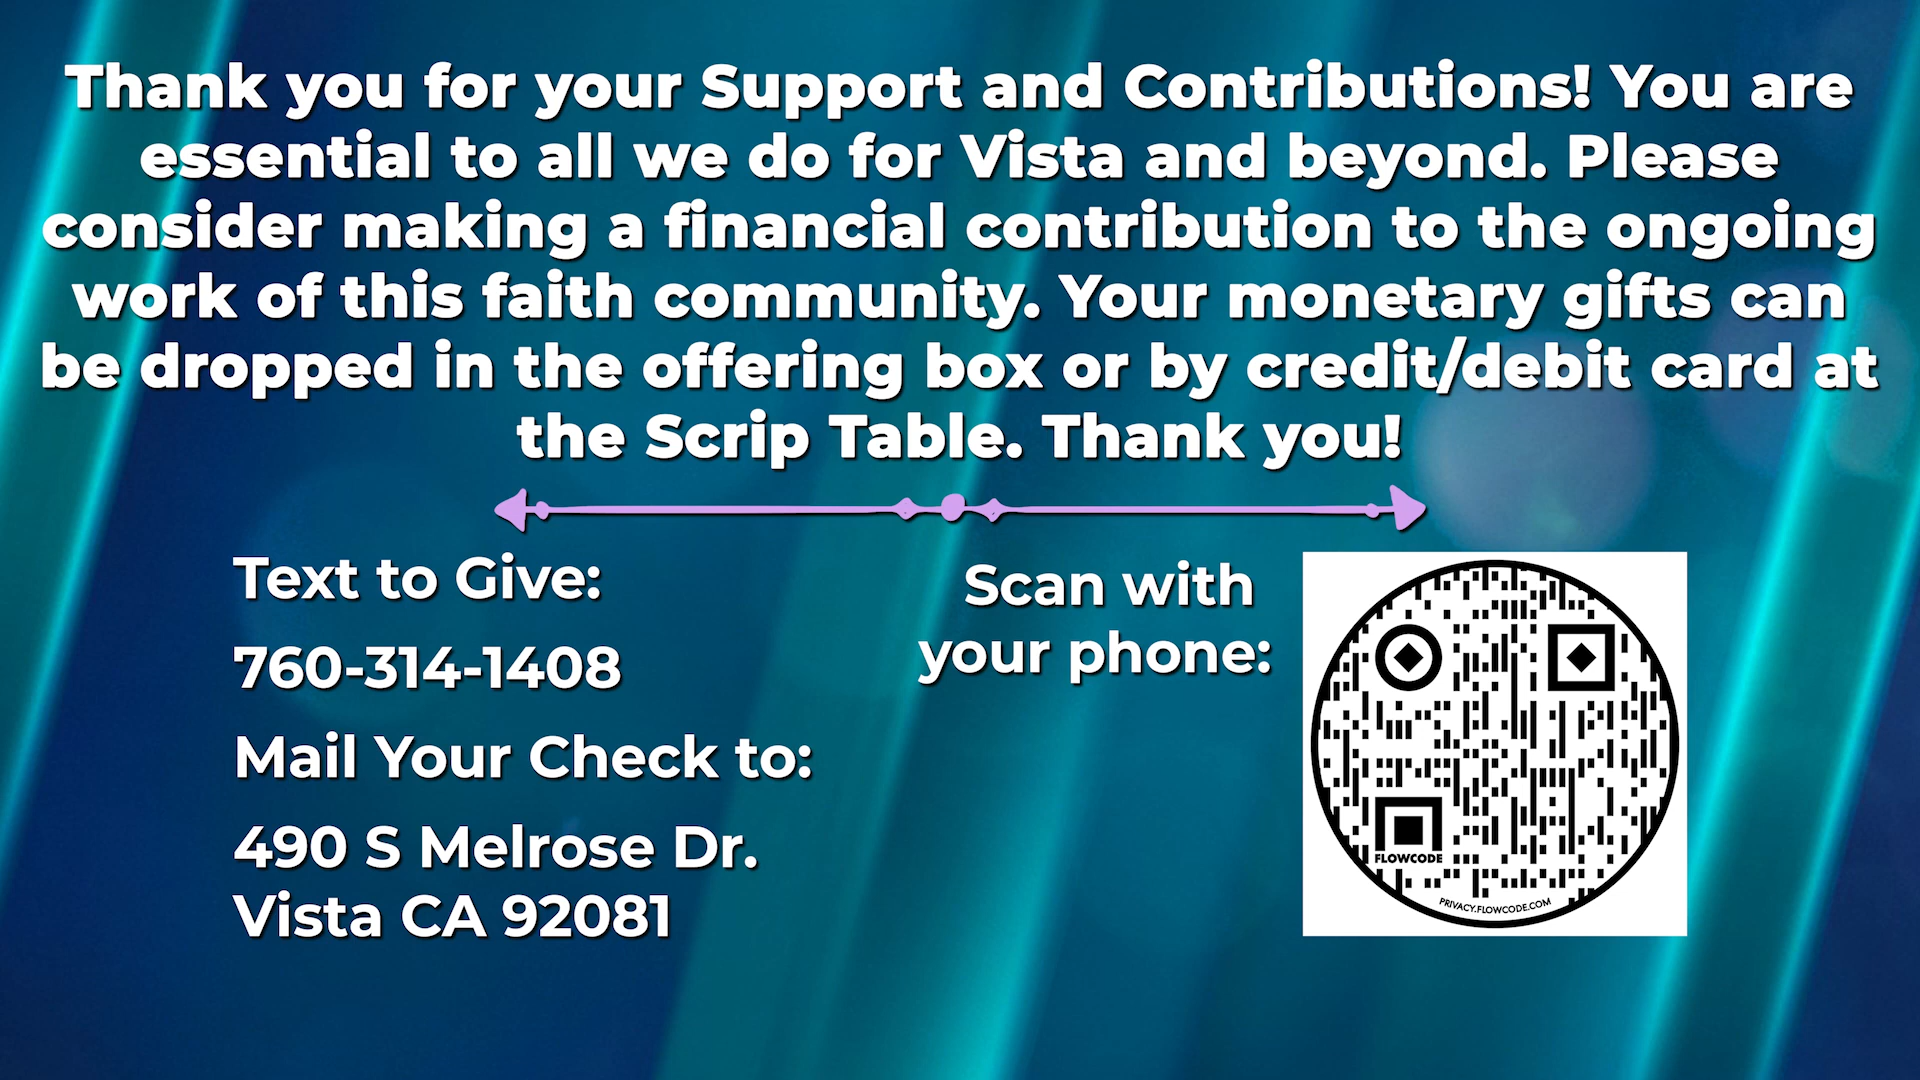 Thank you for your Support and Contributions! You are
essential to all we do for Vista and beyond. Please
consider making a financial contribution to the ongoing
work of this faith community. Your monetary gifts can
be dropped in the offering box or by credit/debit card at
the Scrip Table. Thank you!
Text to Give:
760-314-1408
Mail Your Check to:
490 S Melrose Dr.
Vista CA 92081
Scan with
your phone:
FLOWCODE
PRIVACY.FLOWCODE.COM